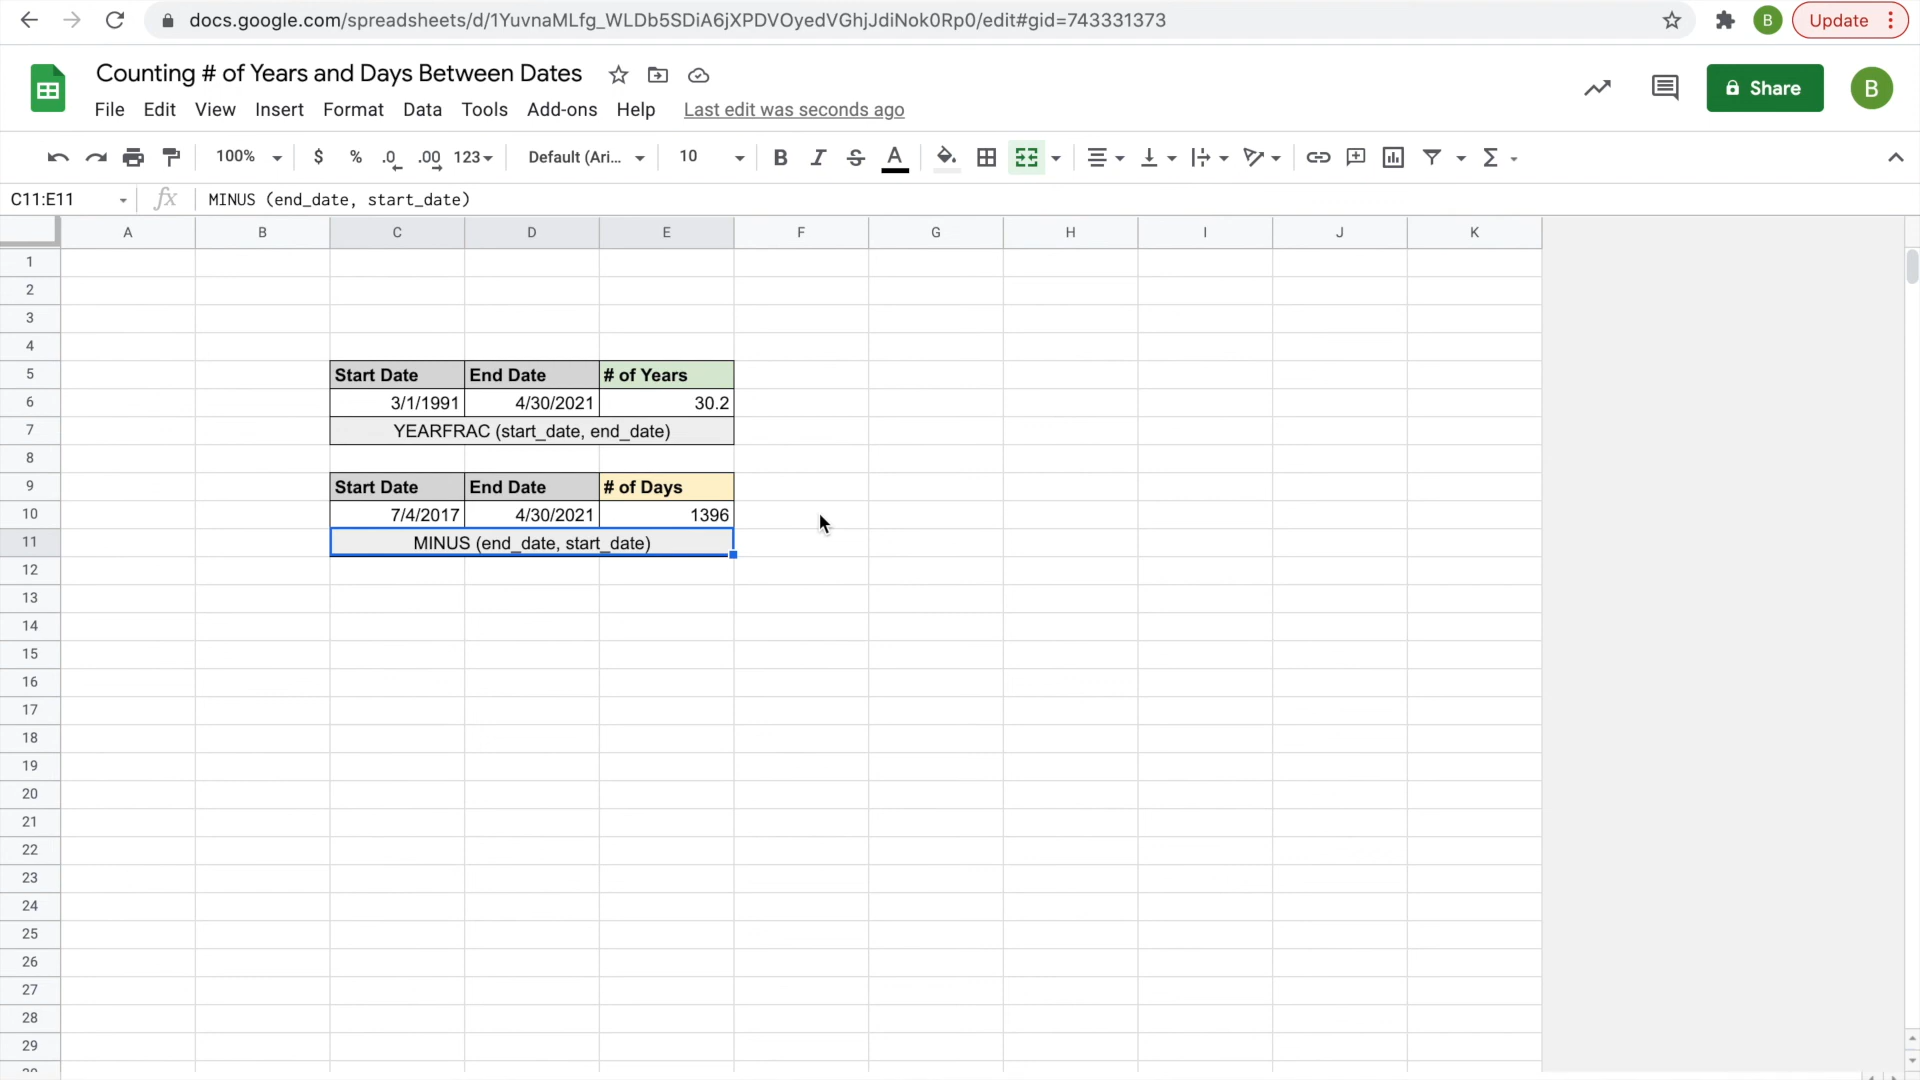 docs.google.com/spreadsheets/d/1YuvnaMLfg_WLDb5SDiA6jXPDVOyedVGhjJdiNok0Rp0/edit#gid=743331373
B
Update
Counting # of Years and Days Between Dates
File Edit View Insert Format Data Tools Add-ons Help Last edit was seconds ago
Share
B
100% $ % .0 .00 123 Default (Ari... 10 B I S A Σ
C11:E11 fx MINUS (end_date, start_date)
A B C D E F G H I J K
1
2
3
4
5 Start Date End Date # of Years
6 3/1/1991 4/30/2021 30.2
7 YEARFRAC (start_date, end_date)
8
9 Start Date End Date # of Days
10 7/4/2017 4/30/2021 1396
11 MINUS (end_date, start_date)
12
13
14
15
16
17
18
19
20
21
22
23
24
25
26
27
28
29